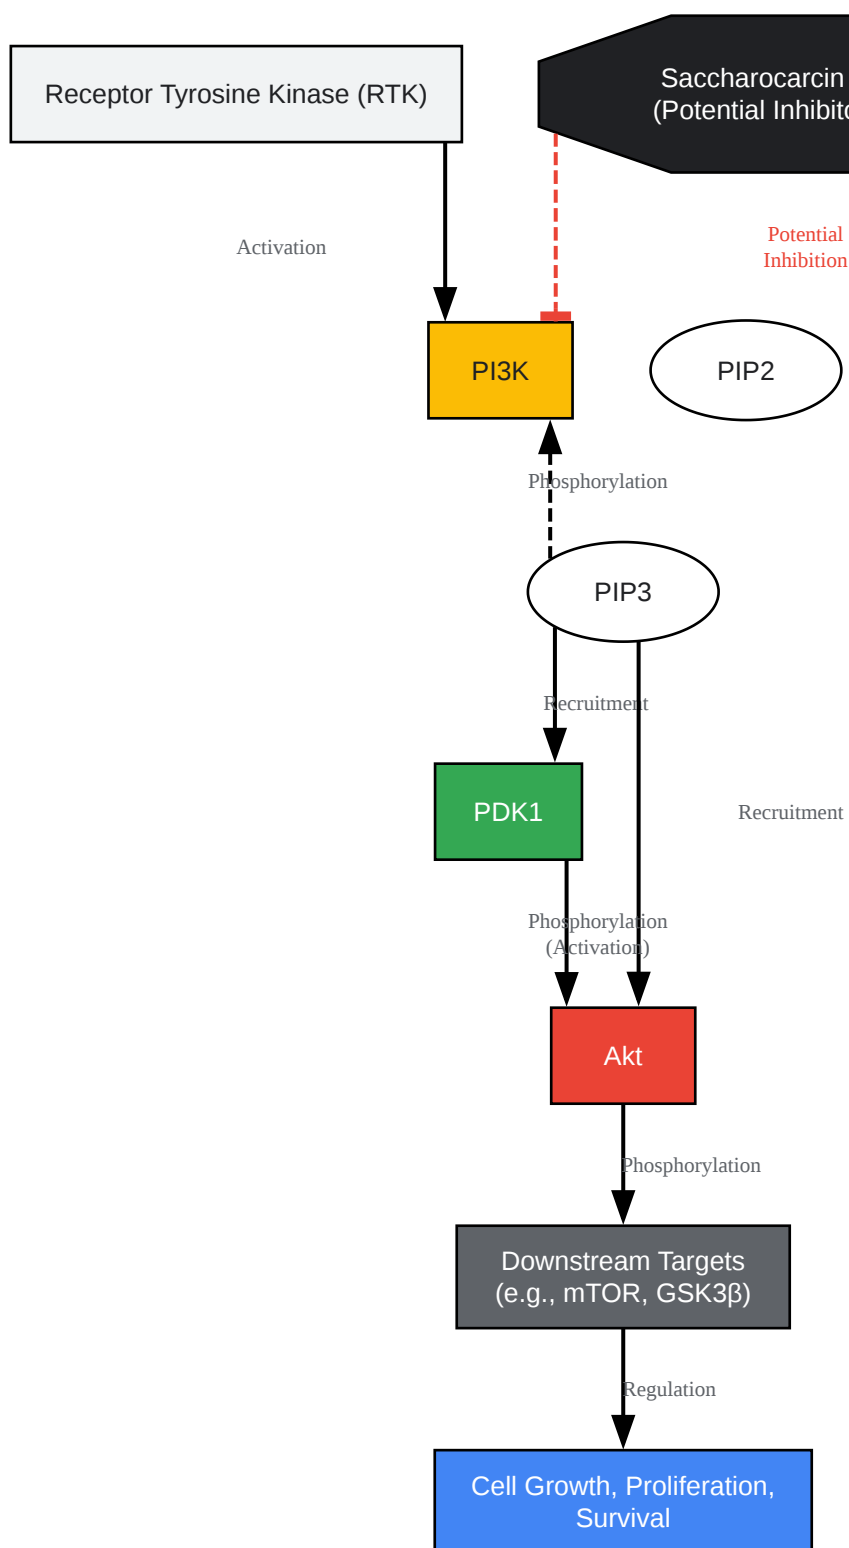 Receptor Tyrosine Kinase (RTK)
Saccharocarcin
(Potential Inhibito
Activation
Potential
Inhibition
PI3K
PIP2
Phosphorylation
PIP3
Recruitment
PDK1
Recruitment
Phosphorylation
(Activation)
Akt
Phosphorylation
Downstream Targets
(e.g., mTOR, GSK3β)
Regulation
Cell Growth, Proliferation,
Survival